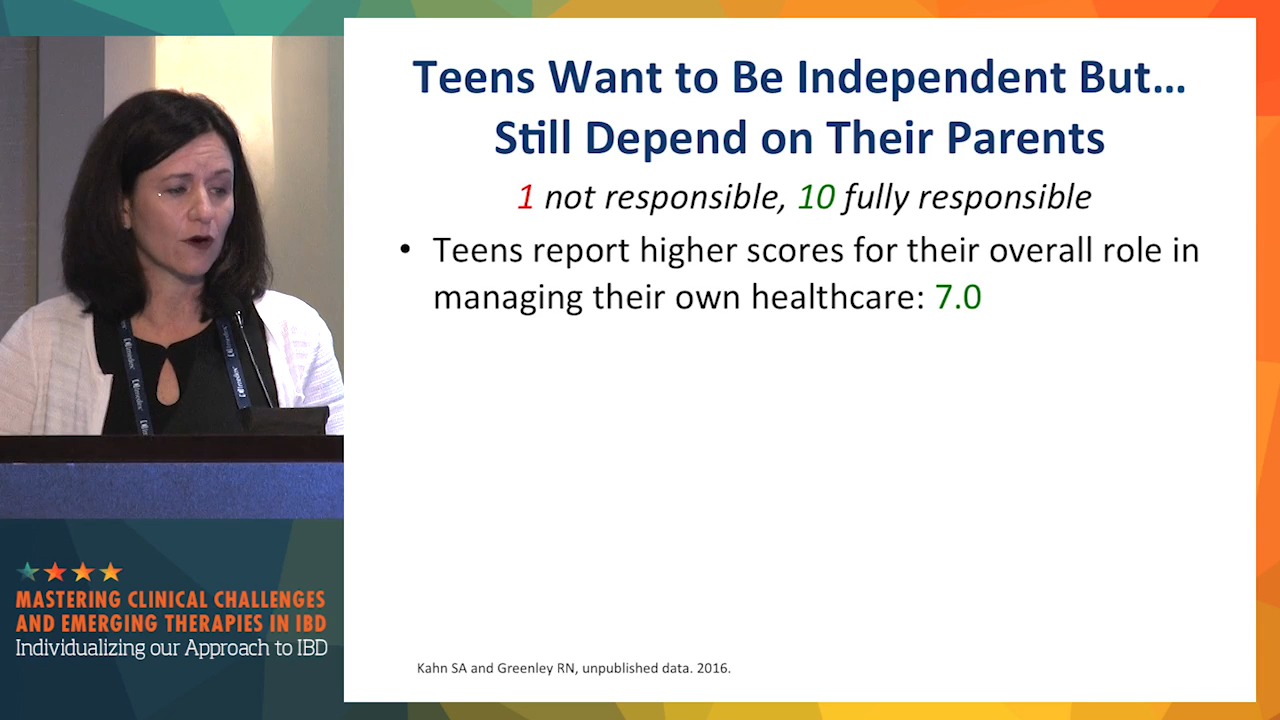 Teens Want to Be Independent But…
Still Depend on Their Parents
1 not responsible, 10 fully responsible
• Teens report higher scores for their overall role in
managing their own healthcare: 7.0
Kahn SA and Greenley RN, unpublished data. 2016.
MASTERING CLINICAL CHALLENGES
AND EMERGING THERAPIES IN IBD
Individualizing our Approach to IBD